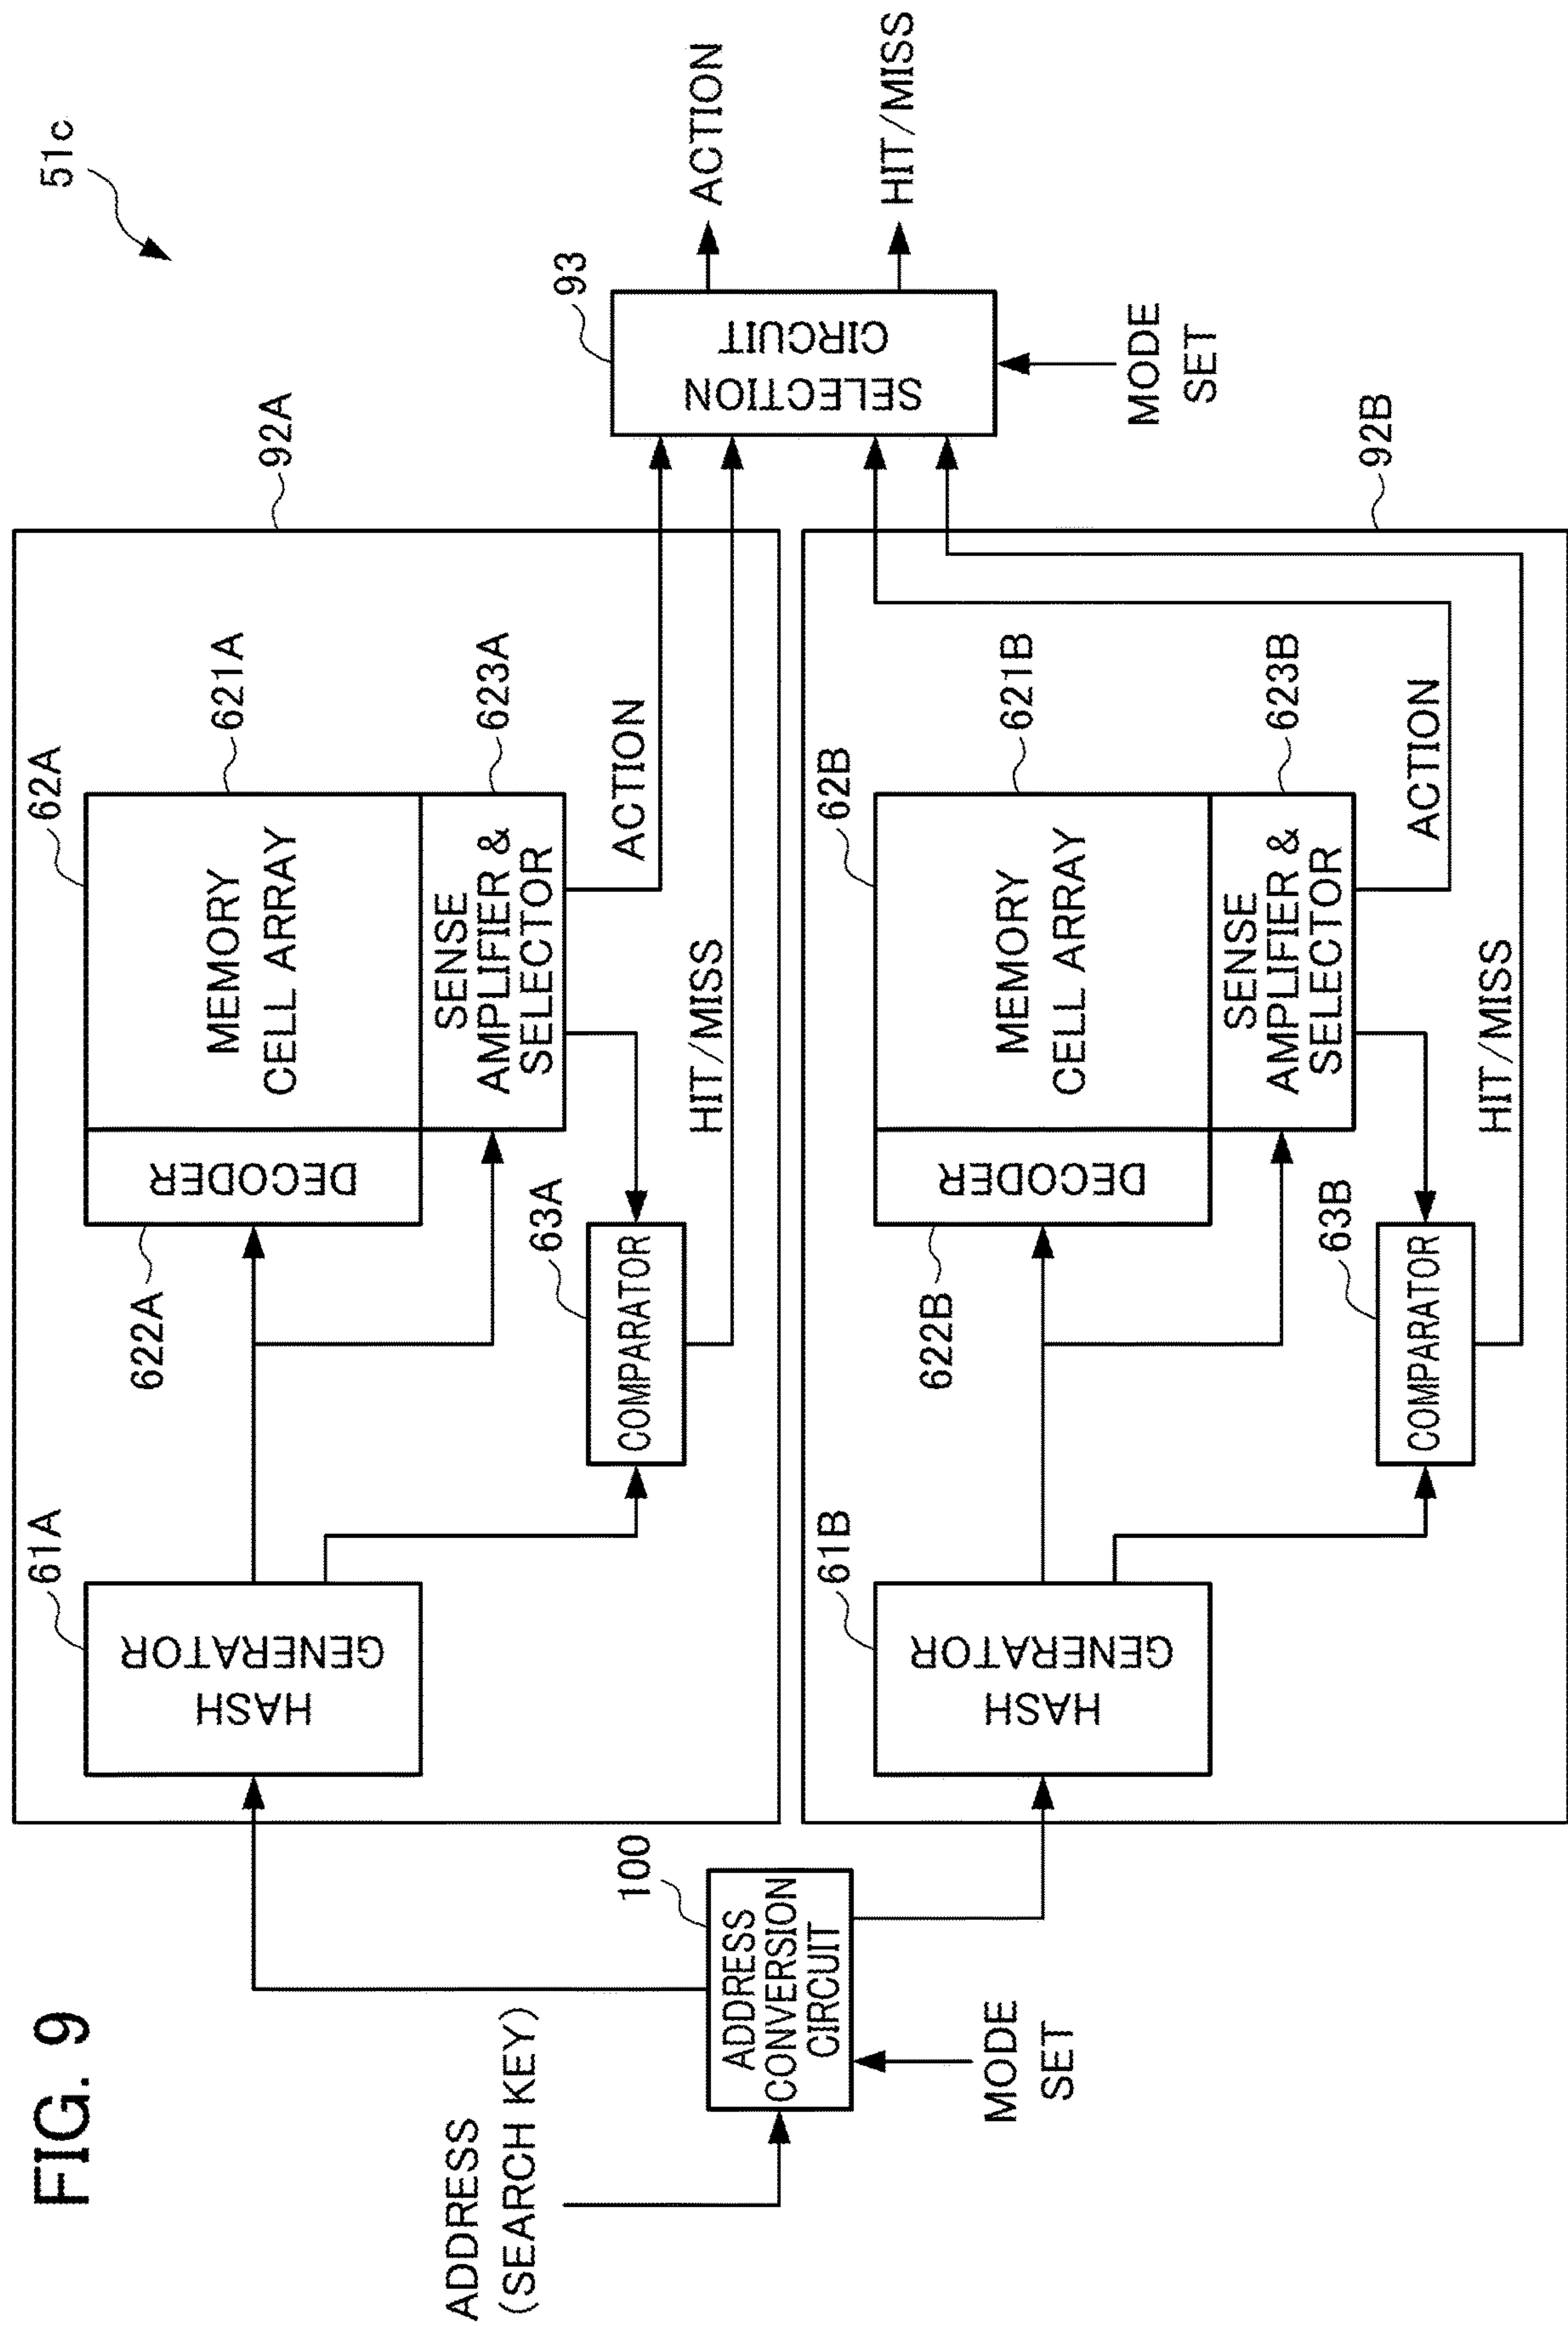 FIG. 9
51c
92A
62A
621A
MEMORY
CELL ARRAY
61A
622A
DECODER
HASH
GENERATOR
623A
SENSE
AMPLIFIER &
SELECTOR
63A
COMPARATOR
ACTION
HIT/MISS
ADDRESS
(SEARCH KEY)
100
ADDRESS
CONVERSION
CIRCUIT
MODE
SET
93
SELECTION
CIRCUIT
ACTION
HIT/MISS
MODE
SET
92B
62B
621B
MEMORY
CELL ARRAY
61B
622B
DECODER
HASH
GENERATOR
623B
SENSE
AMPLIFIER &
SELECTOR
63B
COMPARATOR
ACTION
HIT/MISS